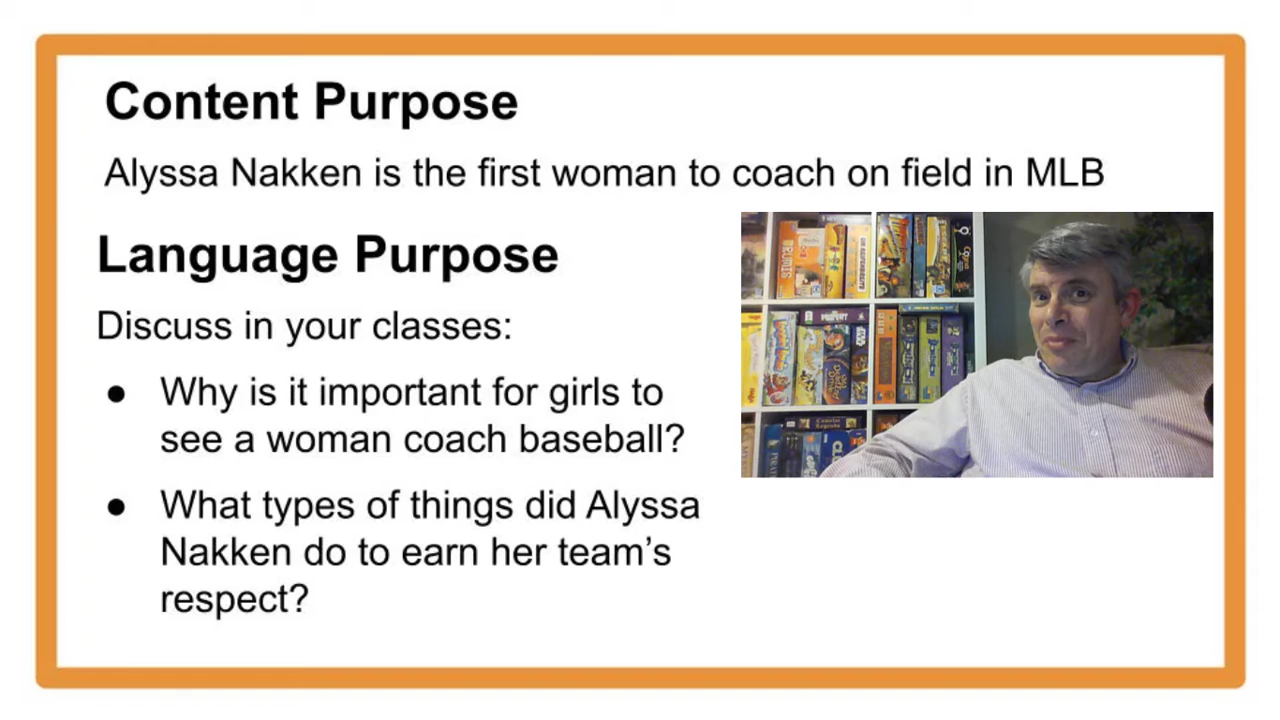 Content Purpose
Alyssa Nakken is the first woman to coach on field in MLB
Language Purpose
Discuss in your classes:
● Why is it important for girls to
see a woman coach baseball?
● What types of things did Alyssa
Nakken do to earn her team's
respect?